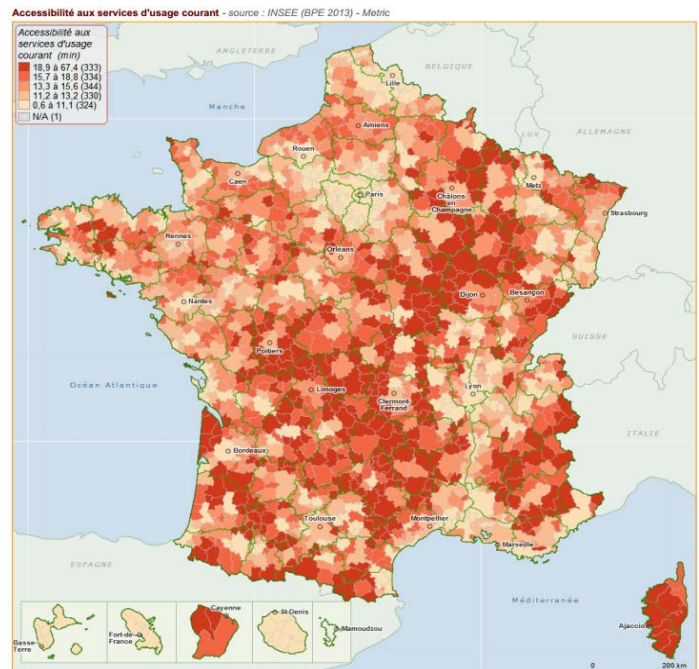 Accessibilité aux services d'usage courant - source : INSEE (BPE 2013) - Metric
Accessibilité aux
services d'usage
courant (min)
18,9 à 67,4 (333)
15,7 à 18,8 (334)
13,3 à 15,6 (344)
11,2 à 13,2 (330)
0,6 à 11,1 (324)
N/A (1)
ANGLETERRE
BELGIQUE
Lille
Manche
Amiens
LUX
ALLEMAGNE
Rouen
Caen
Paris
Metz
Châlons
en
Champagne
Strasbourg
Rennes
Orléans
Nantes
Dijon
Besançon
SUISSE
Poitiers
Océan Atlantique
Limoges
Clermont
Ferrand
Lyon
ITALIE
Bordeaux
Toulouse
Montpellier
Marseille
ESPAGNE
Méditerranée
Ajaccio
Basse-
Terre
Fort-de
France
Cayenne
St-Denis
Mamoudzou
0 200 km